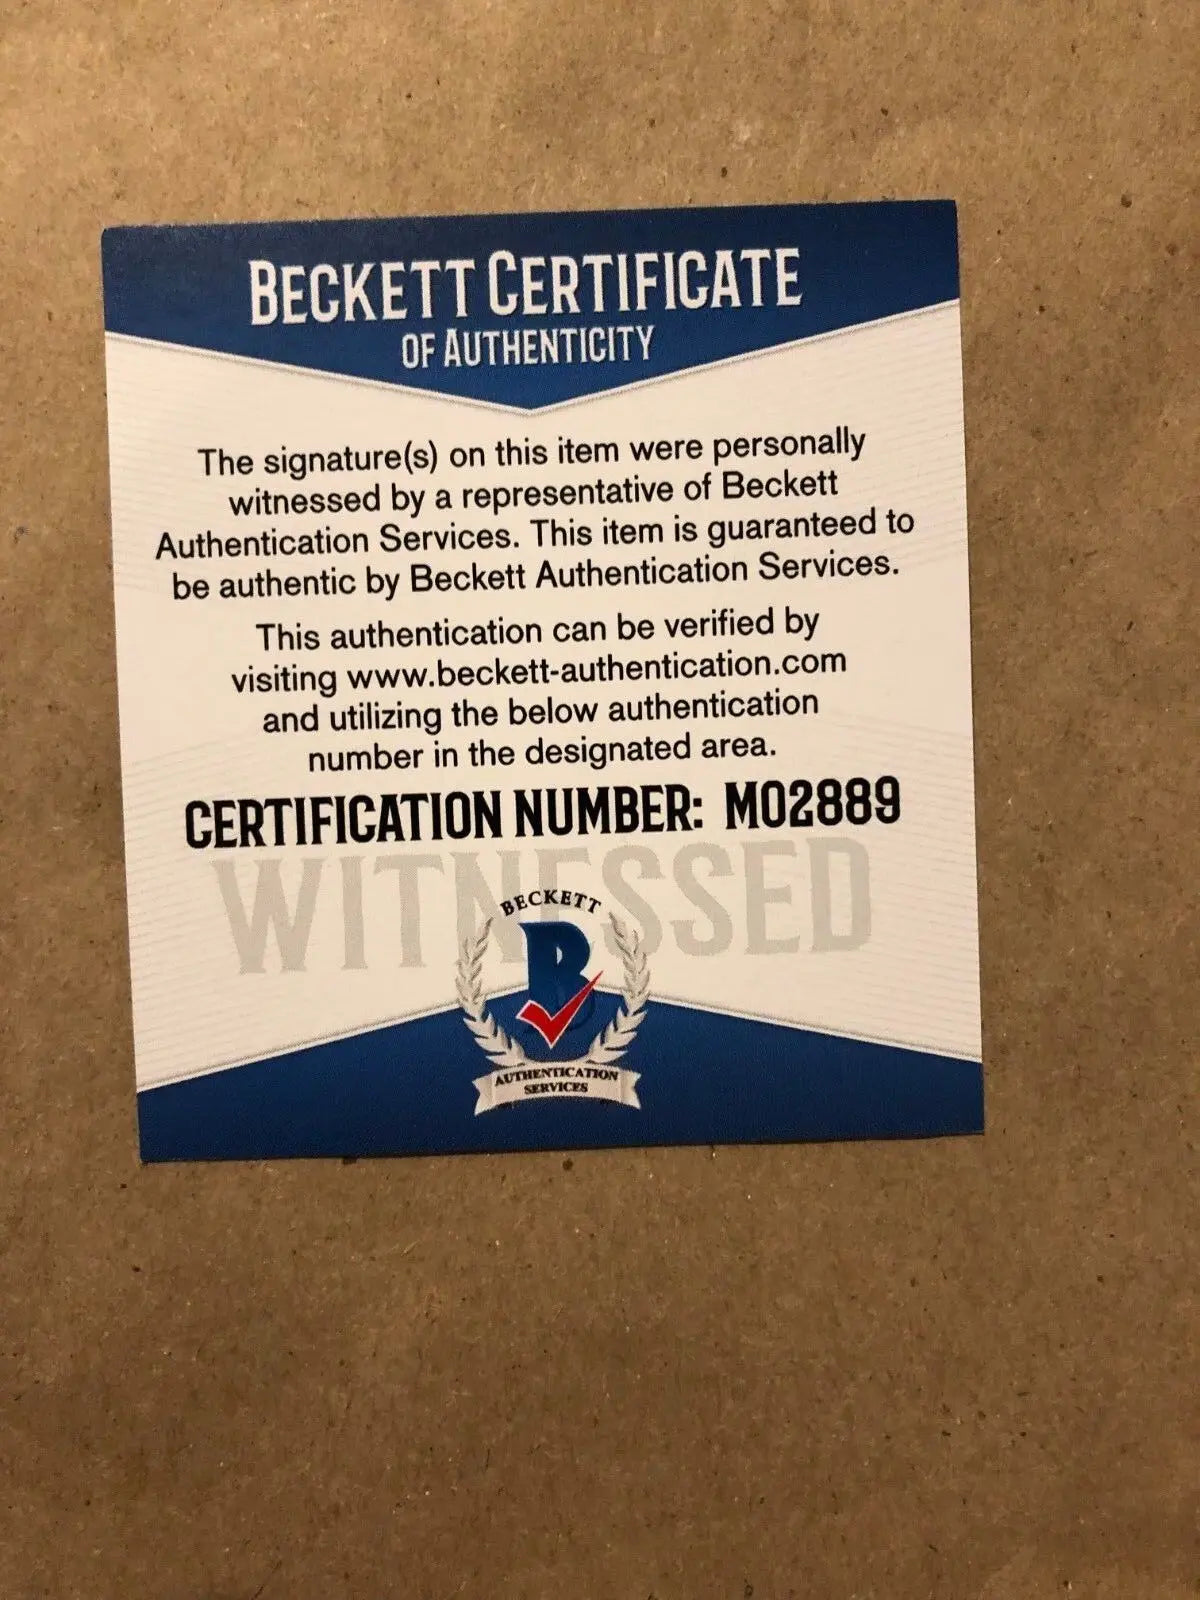 BECKETT CERTIFICATE
OF AUTHENTICITY
The signature(s) on this item were personally
witnessed by a representative of Beckett
Authentication Services. This item is guaranteed to
be authentic by Beckett Authentication Services.
This authentication can be verified by
visiting www.beckett-authentication.com
and utilizing the below authentication
number in the designated area.
CERTIFICATION NUMBER: M02889
WITNESSED
BECKETT
B
AUTHENTICATION
SERVICES